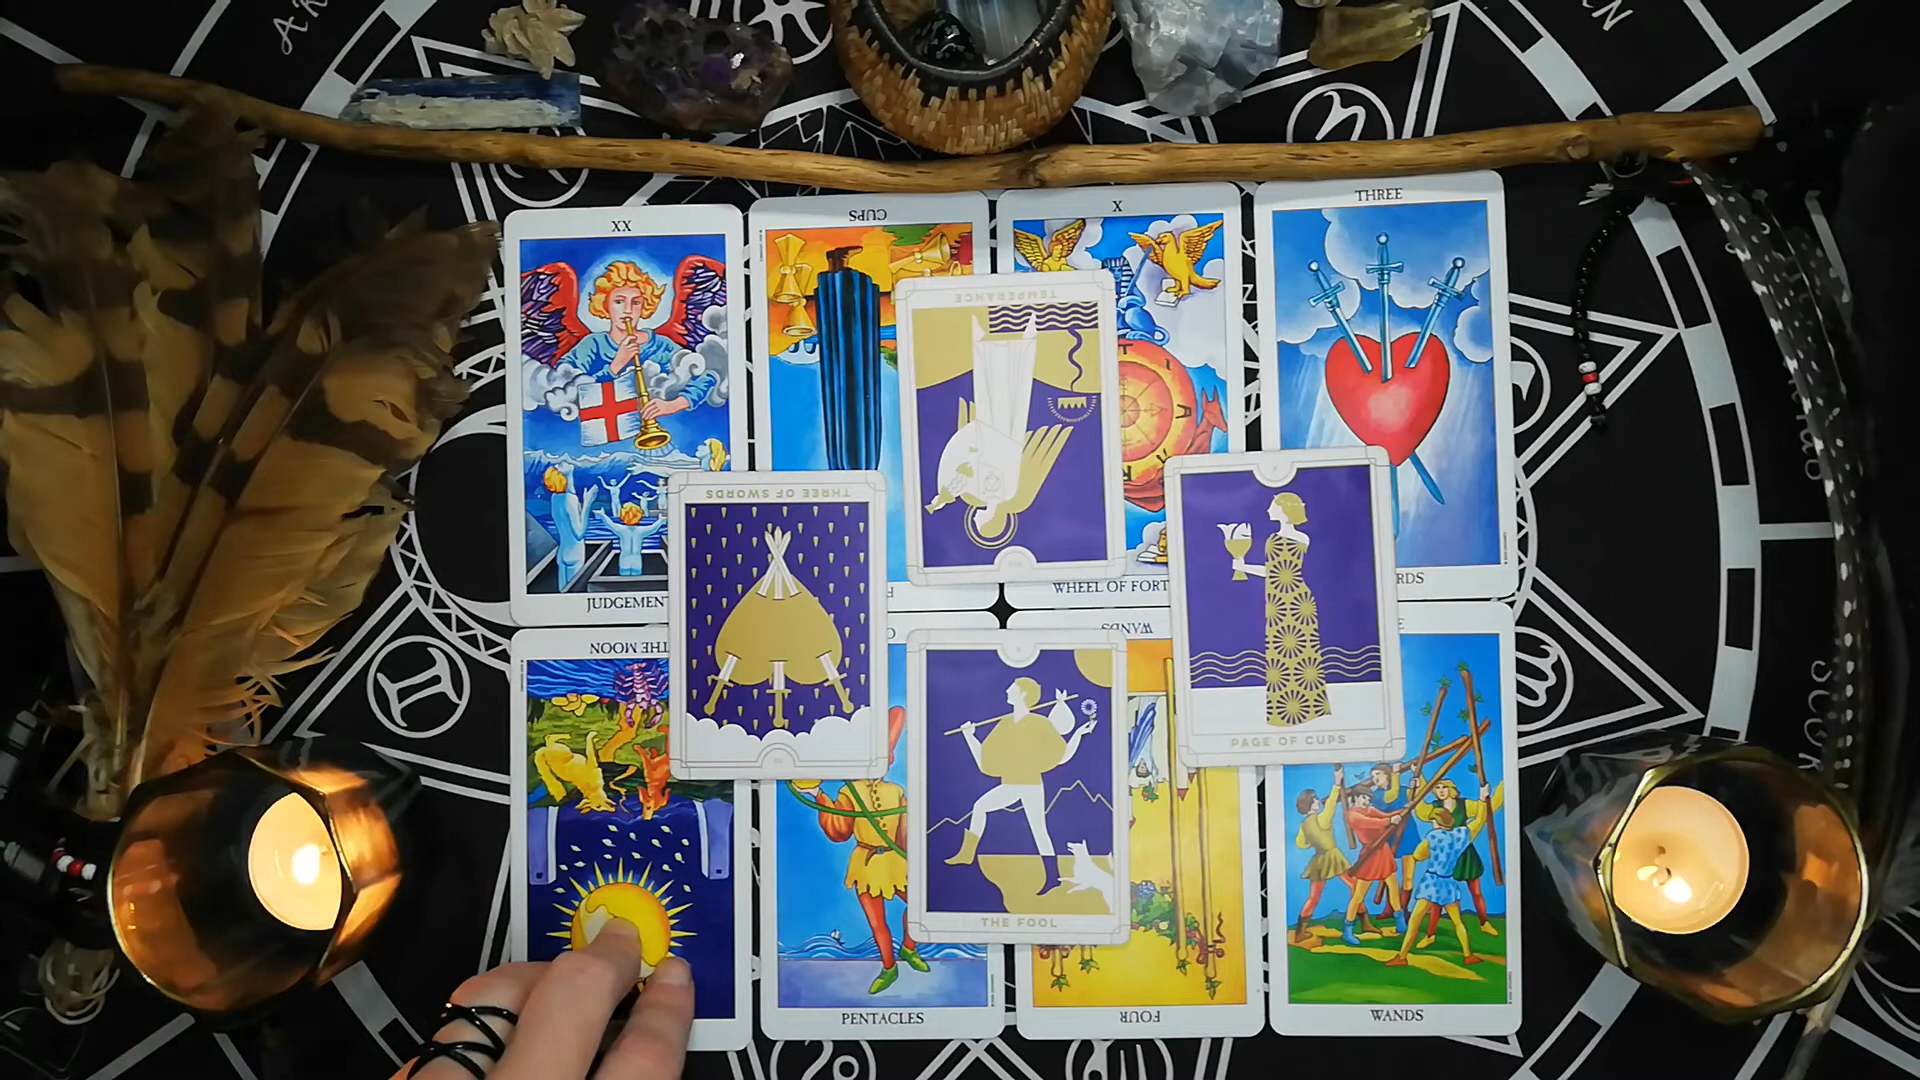 XX
CUPS
X
THREE
TEMPERANCE
THREE OF SWORDS
JUDGEMENT
WHEEL OF FORT
RDS
THE MOON
WANDS
PAGE OF CUPS
THE FOOL
PENTACLES
FOUR
WANDS